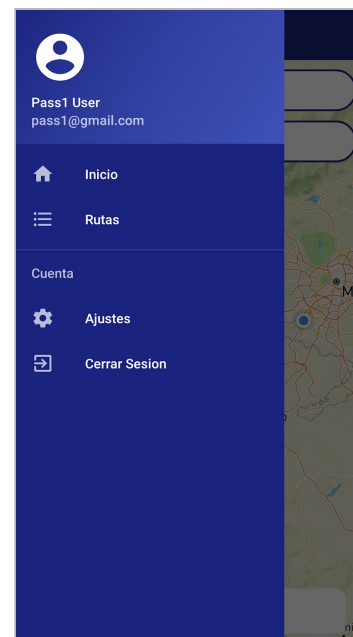 Pass1 User
pass1@gmail.com
Inicio
Rutas
Cuenta
Ajustes
Cerrar Sesion
M